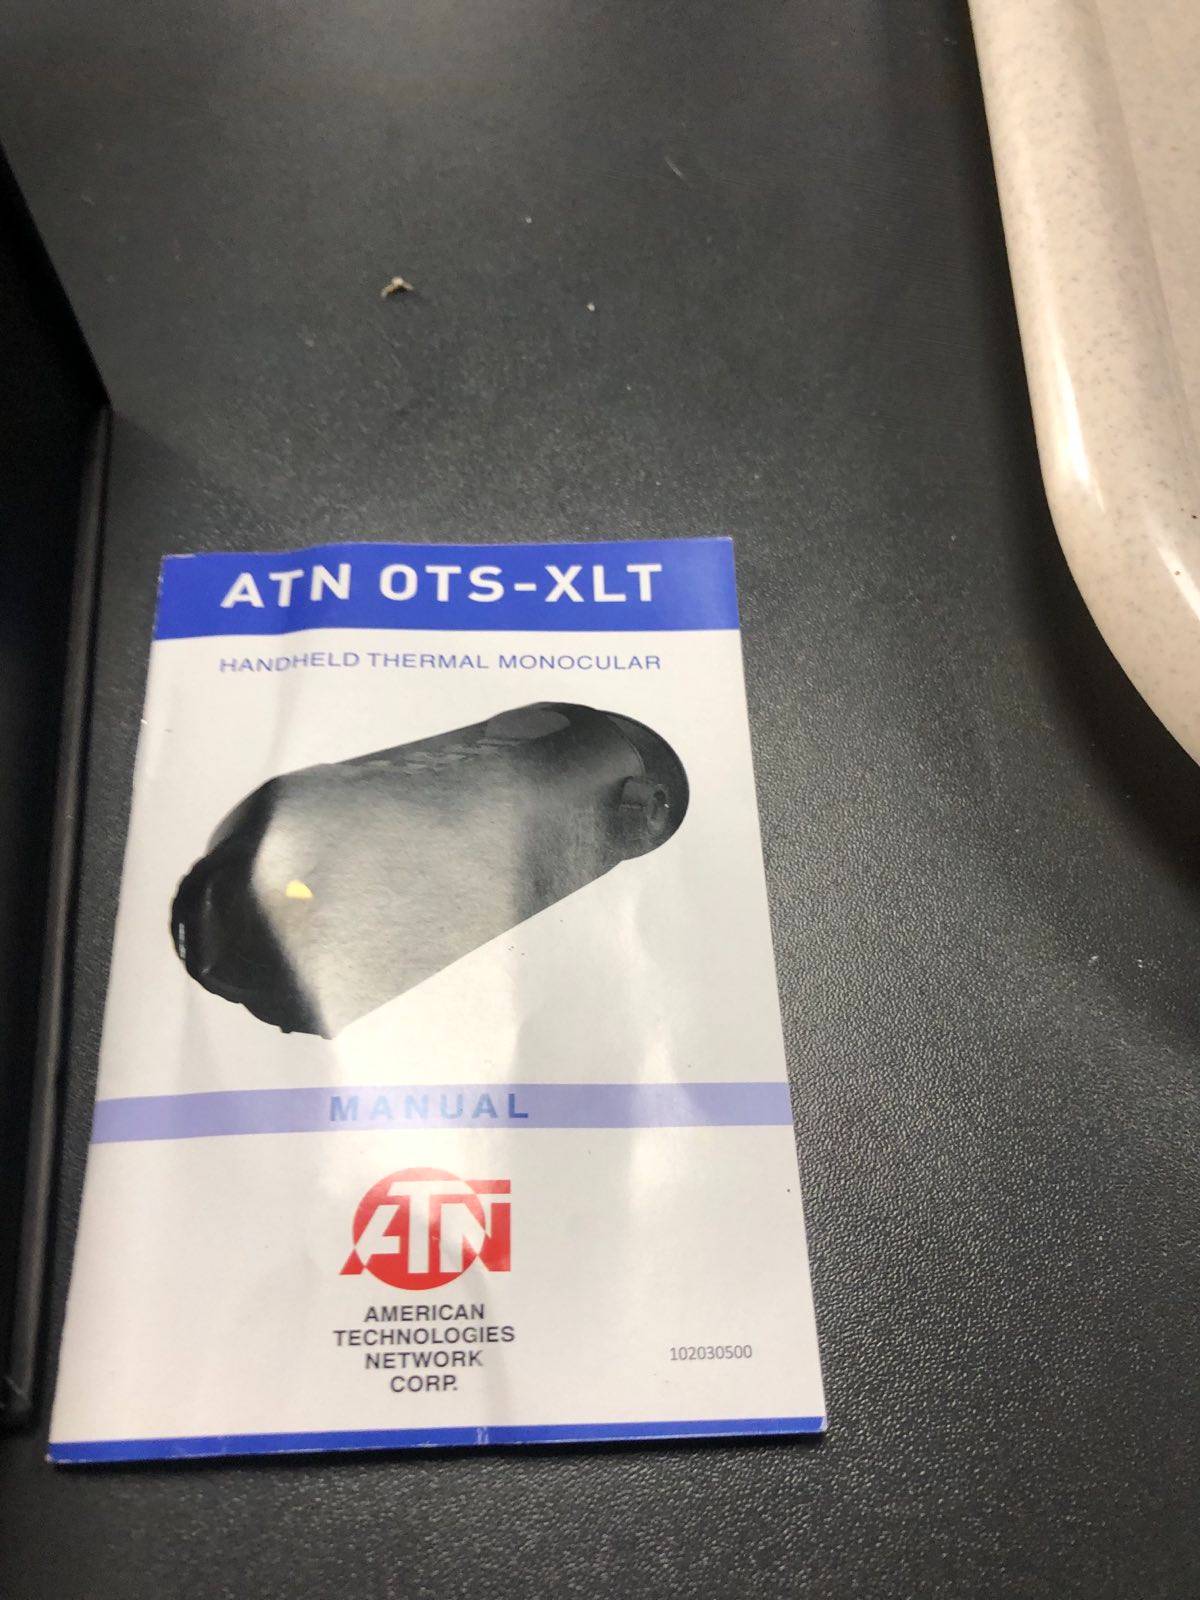 ATN OTS-XLT
HANDHELD THERMAL MONOCULAR
MANUAL
ATN
AMERICAN
TECHNOLOGIES
NETWORK
CORP.
102030500